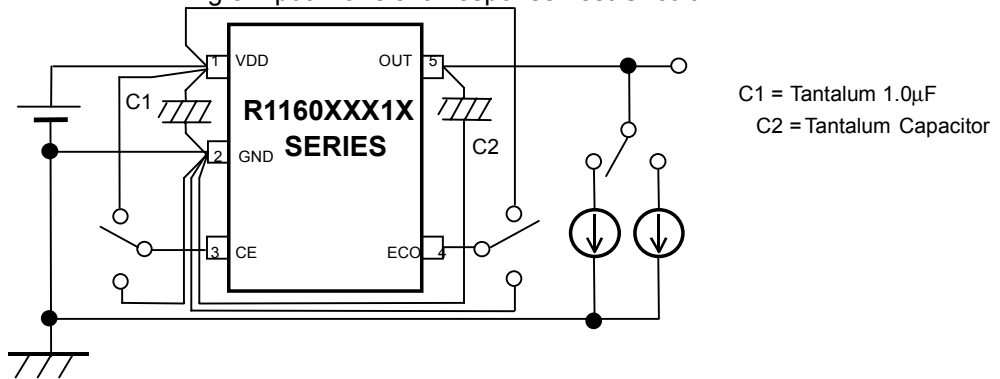 1 VDD
OUT 5
C1
R1160XXX1X
SERIES
2 GND
C2
3 CE
ECO 4
C1 = Tantalum 1.0μF
C2 = Tantalum Capacitor